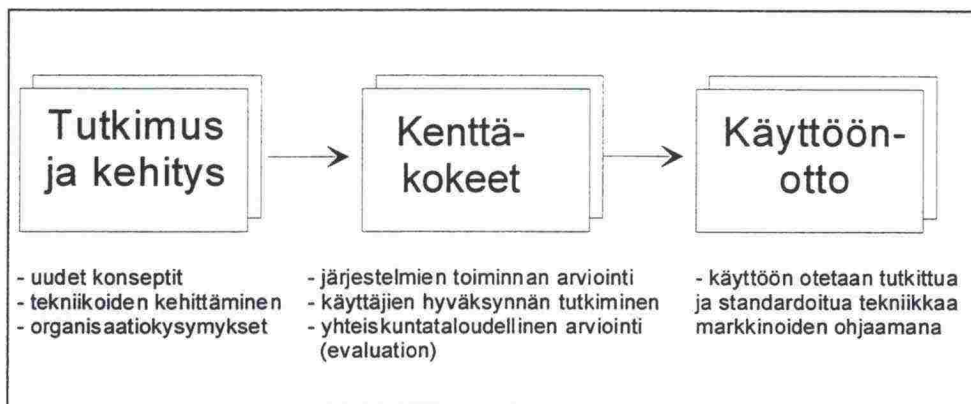 Tutkimus
ja kehitys
Kenttä-
kokeet
Käyttöön-
otto
- uudet konseptit
- tekniikoiden kehittäminen
- organisaatiokysymykset
- järjestelmien toiminnan arviointi
- käyttäjien hyväksynnän tutkiminen
- yhteiskuntataloudellinen arviointi
(evaluation)
- käyttöön otetaan tutkittua
ja standardoitua tekniikkaa
markkinoiden ohjaamana